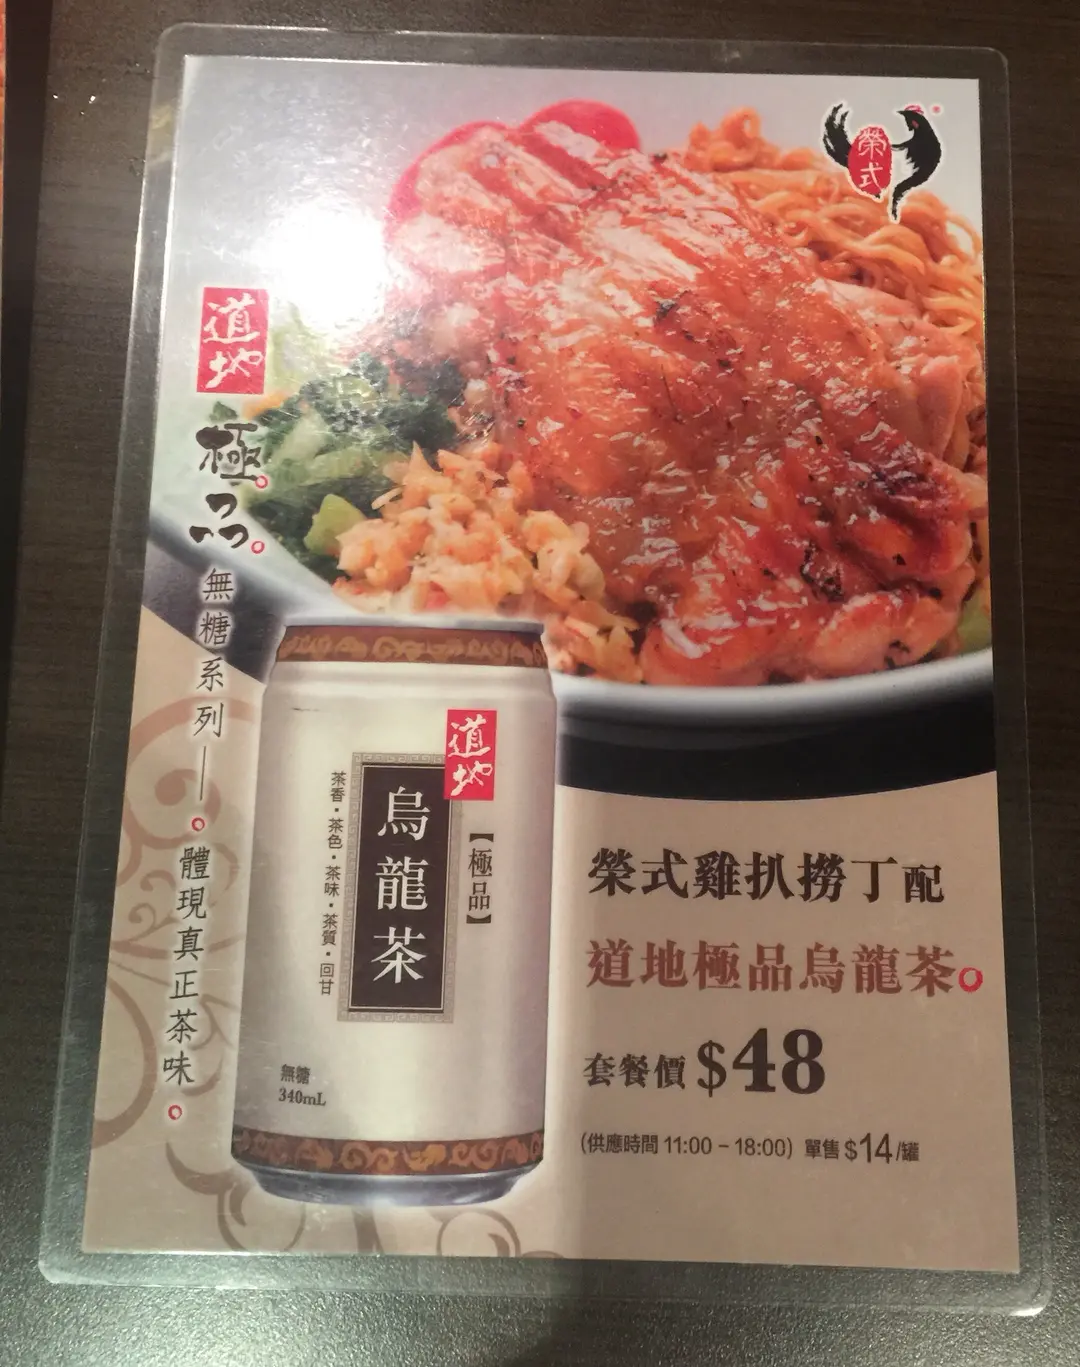 榮式
道地
極品
無糖系列——體現真正茶味
道地
【極品】
烏龍茶
茶香・茶色・茶味・茶質・回甘
無糖
340mL
榮式雞扒撈丁配
道地極品烏龍茶
套餐價 $48
(供應時間 11:00 – 18:00) 單售 $14/罐